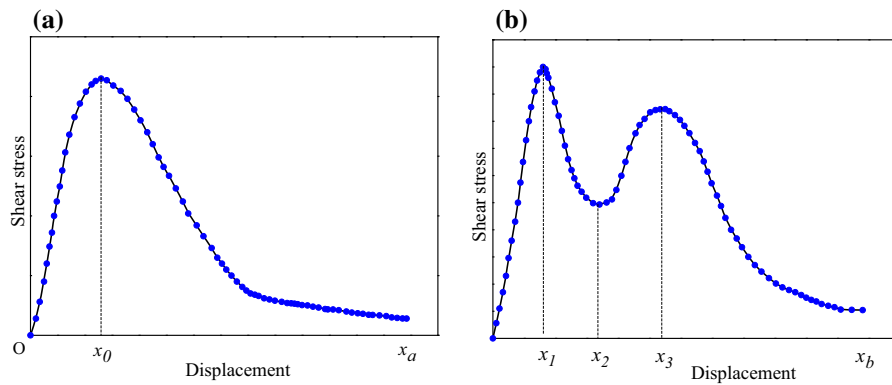 (a)
Shear stress
O
x0
xa
Displacement
(b)
Shear stress
x1
x2
x3
xb
Displacement